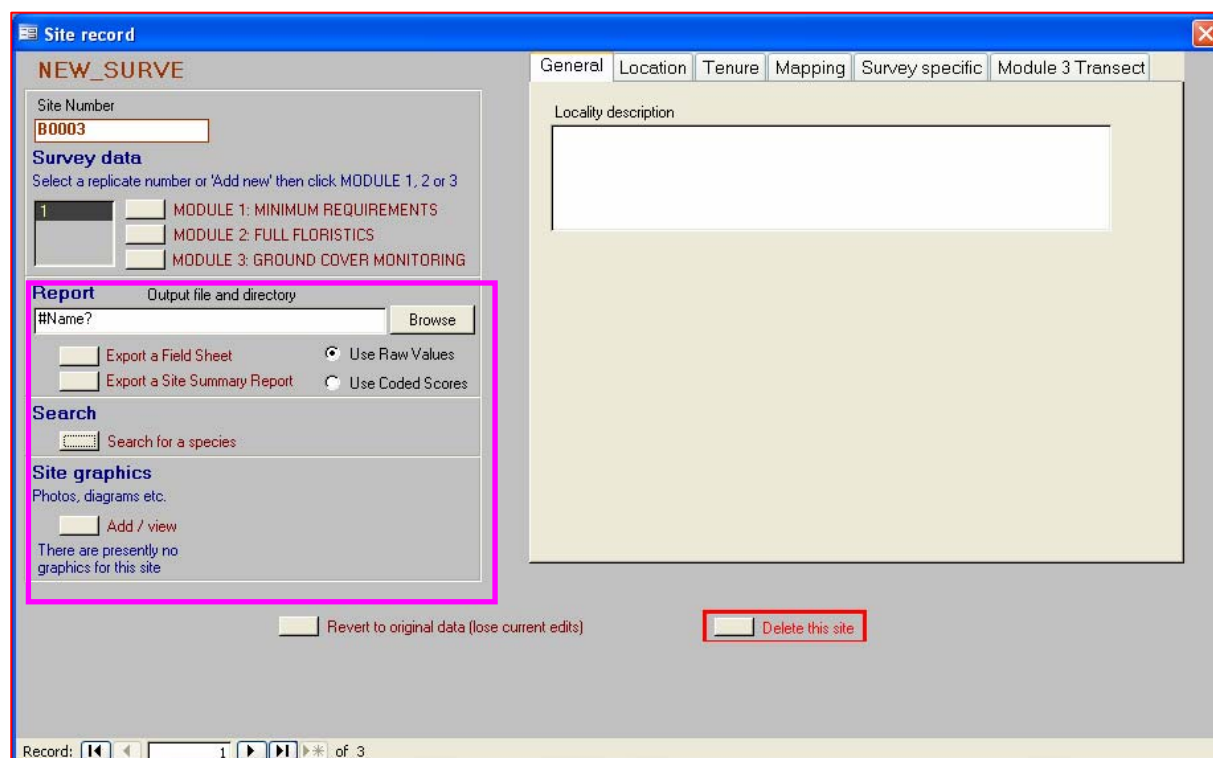 Site record
NEW_SURVE
Site Number
B0003
Survey data
Select a replicate number or 'Add new' then click MODULE 1, 2 or 3
1
MODULE 1: MINIMUM REQUIREMENTS
MODULE 2: FULL FLORISTICS
MODULE 3: GROUND COVER MONITORING
Report Output file and directory
#Name? Browse
Export a Field Sheet Use Raw Values
Export a Site Summary Report Use Coded Scores
Search
Search for a species
Site graphics
Photos, diagrams etc.
Add / view
There are presently no
graphics for this site
General Location Tenure Mapping Survey specific Module 3 Transect
Locality description
Revert to original data (lose current edits) Delete this site
Record: 1 of 3